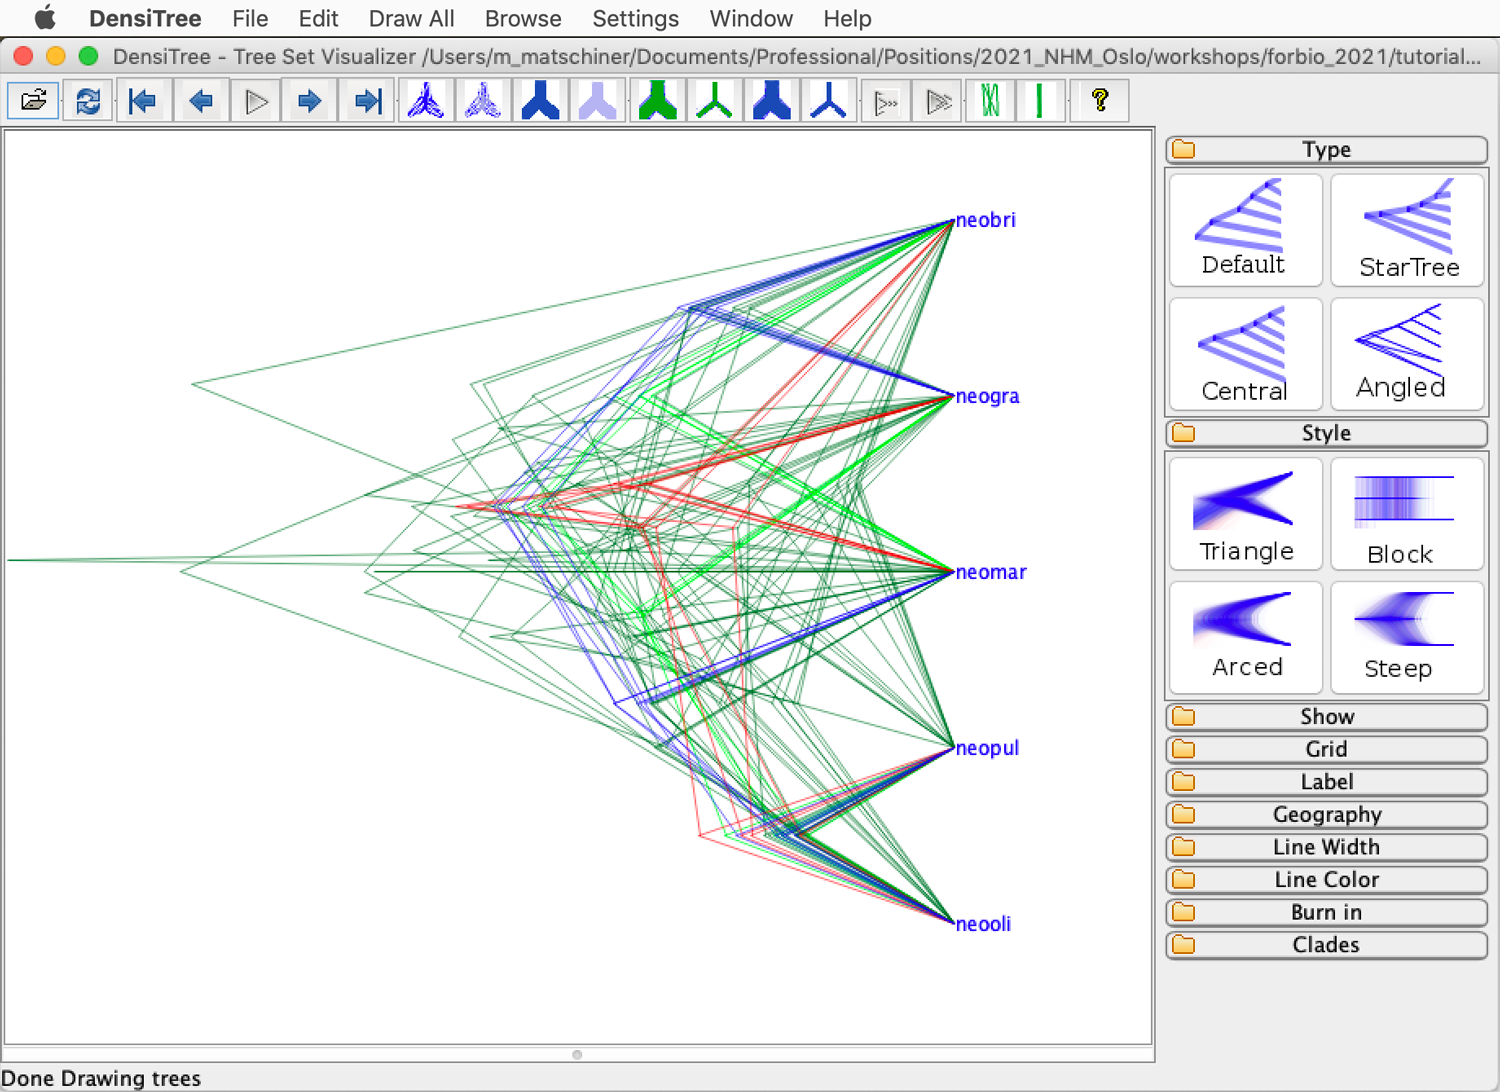 DensiTree File Edit Draw All Browse Settings Window Help
DensiTree - Tree Set Visualizer /Users/m_matschiner/Documents/Professional/Positions/2021_NHM_Oslo/workshops/forbio_2021/tutorial...
?
Type
Default StarTree
Central Angled
Style
Triangle Block
Arced Steep
Show
Grid
Label
Geography
Line Width
Line Color
Burn in
Clades
neobri
neogra
neomar
neopul
neooli
Done Drawing trees